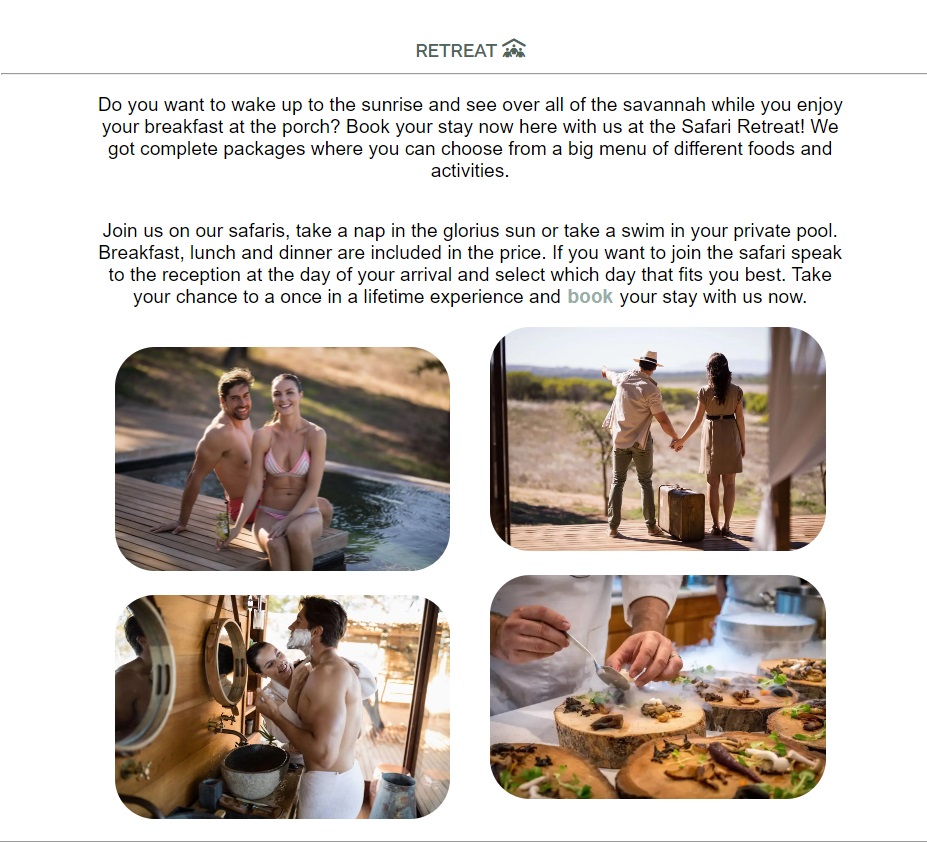 RETREAT
Do you want to wake up to the sunrise and see over all of the savannah while you enjoy
your breakfast at the porch? Book your stay now here with us at the Safari Retreat! We
got complete packages where you can choose from a big menu of different foods and
activities.
Join us on our safaris, take a nap in the glorius sun or take a swim in your private pool.
Breakfast, lunch and dinner are included in the price. If you want to join the safari speak
to the reception at the day of your arrival and select which day that fits you best. Take
your chance to a once in a lifetime experience and book your stay with us now.